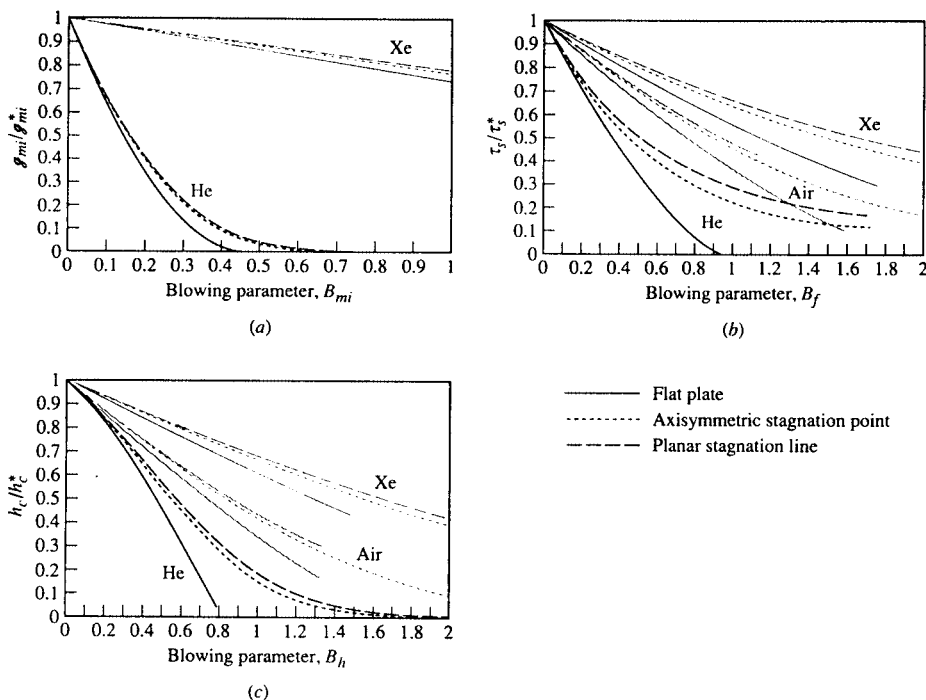 1
0.9
0.8
0.7
0.6
0.5
0.4
0.3
0.2
0.1
0
g_mi/g*_mi
Xe
He
0 0.1 0.2 0.3 0.4 0.5 0.6 0.7 0.8 0.9 1
Blowing parameter, B_mi
(a)
1
0.9
0.8
0.7
0.6
0.5
0.4
0.3
0.2
0.1
0
τ_s/τ*_s
Xe
Air
He
0 0.2 0.4 0.6 0.8 1 1.2 1.4 1.6 1.8 2
Blowing parameter, B_f
(b)
1
0.9
0.8
0.7
0.6
0.5
0.4
0.3
0.2
0.1
0
h_c/h*_c
Xe
Air
He
0 0.2 0.4 0.6 0.8 1 1.2 1.4 1.6 1.8 2
Blowing parameter, B_h
(c)
Flat plate
Axisymmetric stagnation point
Planar stagnation line